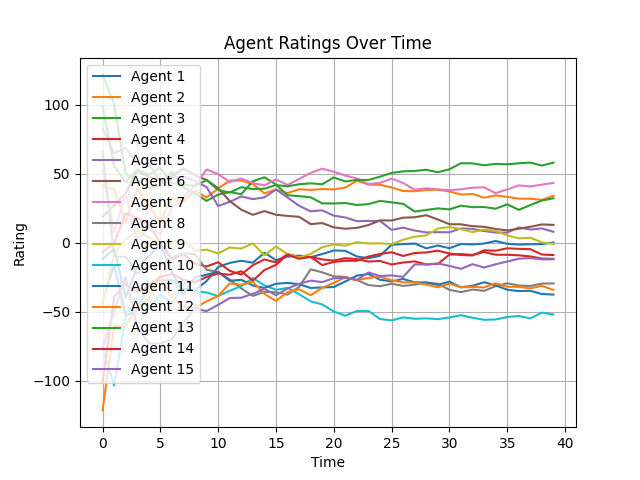 Agent Ratings Over Time
Agent 1
Agent 2
Agent 3
Agent 4
Agent 5
Agent 6
Agent 7
Agent 8
Agent 9
Agent 10
Agent 11
Agent 12
Agent 13
Agent 14
Agent 15
100
50
0
−50
−100
Rating
0 5 10 15 20 25 30 35 40
Time